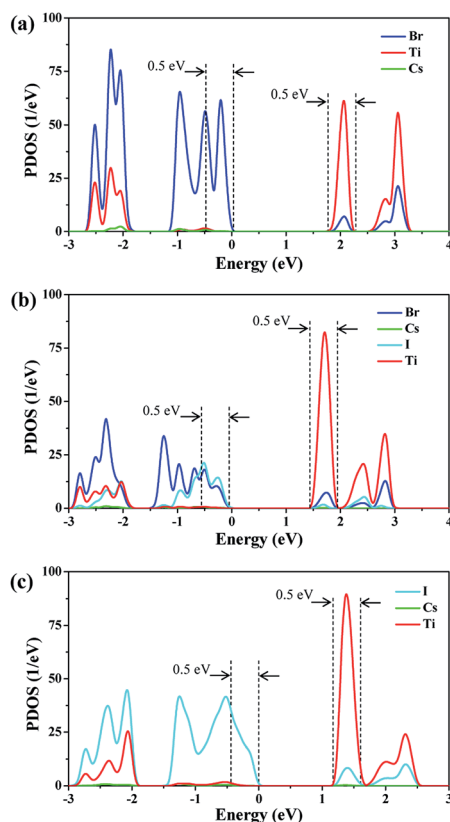 (a)
100
75
50
25
0
PDOS (1/eV)
0.5 eV
0.5 eV
Br
Ti
Cs
-3 -2 -1 0 1 2 3 4
Energy (eV)
(b)
100
75
50
25
0
PDOS (1/eV)
0.5 eV
0.5 eV
Br
Cs
I
Ti
-3 -2 -1 0 1 2 3 4
Energy (eV)
(c)
100
75
50
25
0
PDOS (1/eV)
0.5 eV
0.5 eV
I
Cs
Ti
-3 -2 -1 0 1 2 3
Energy (eV)